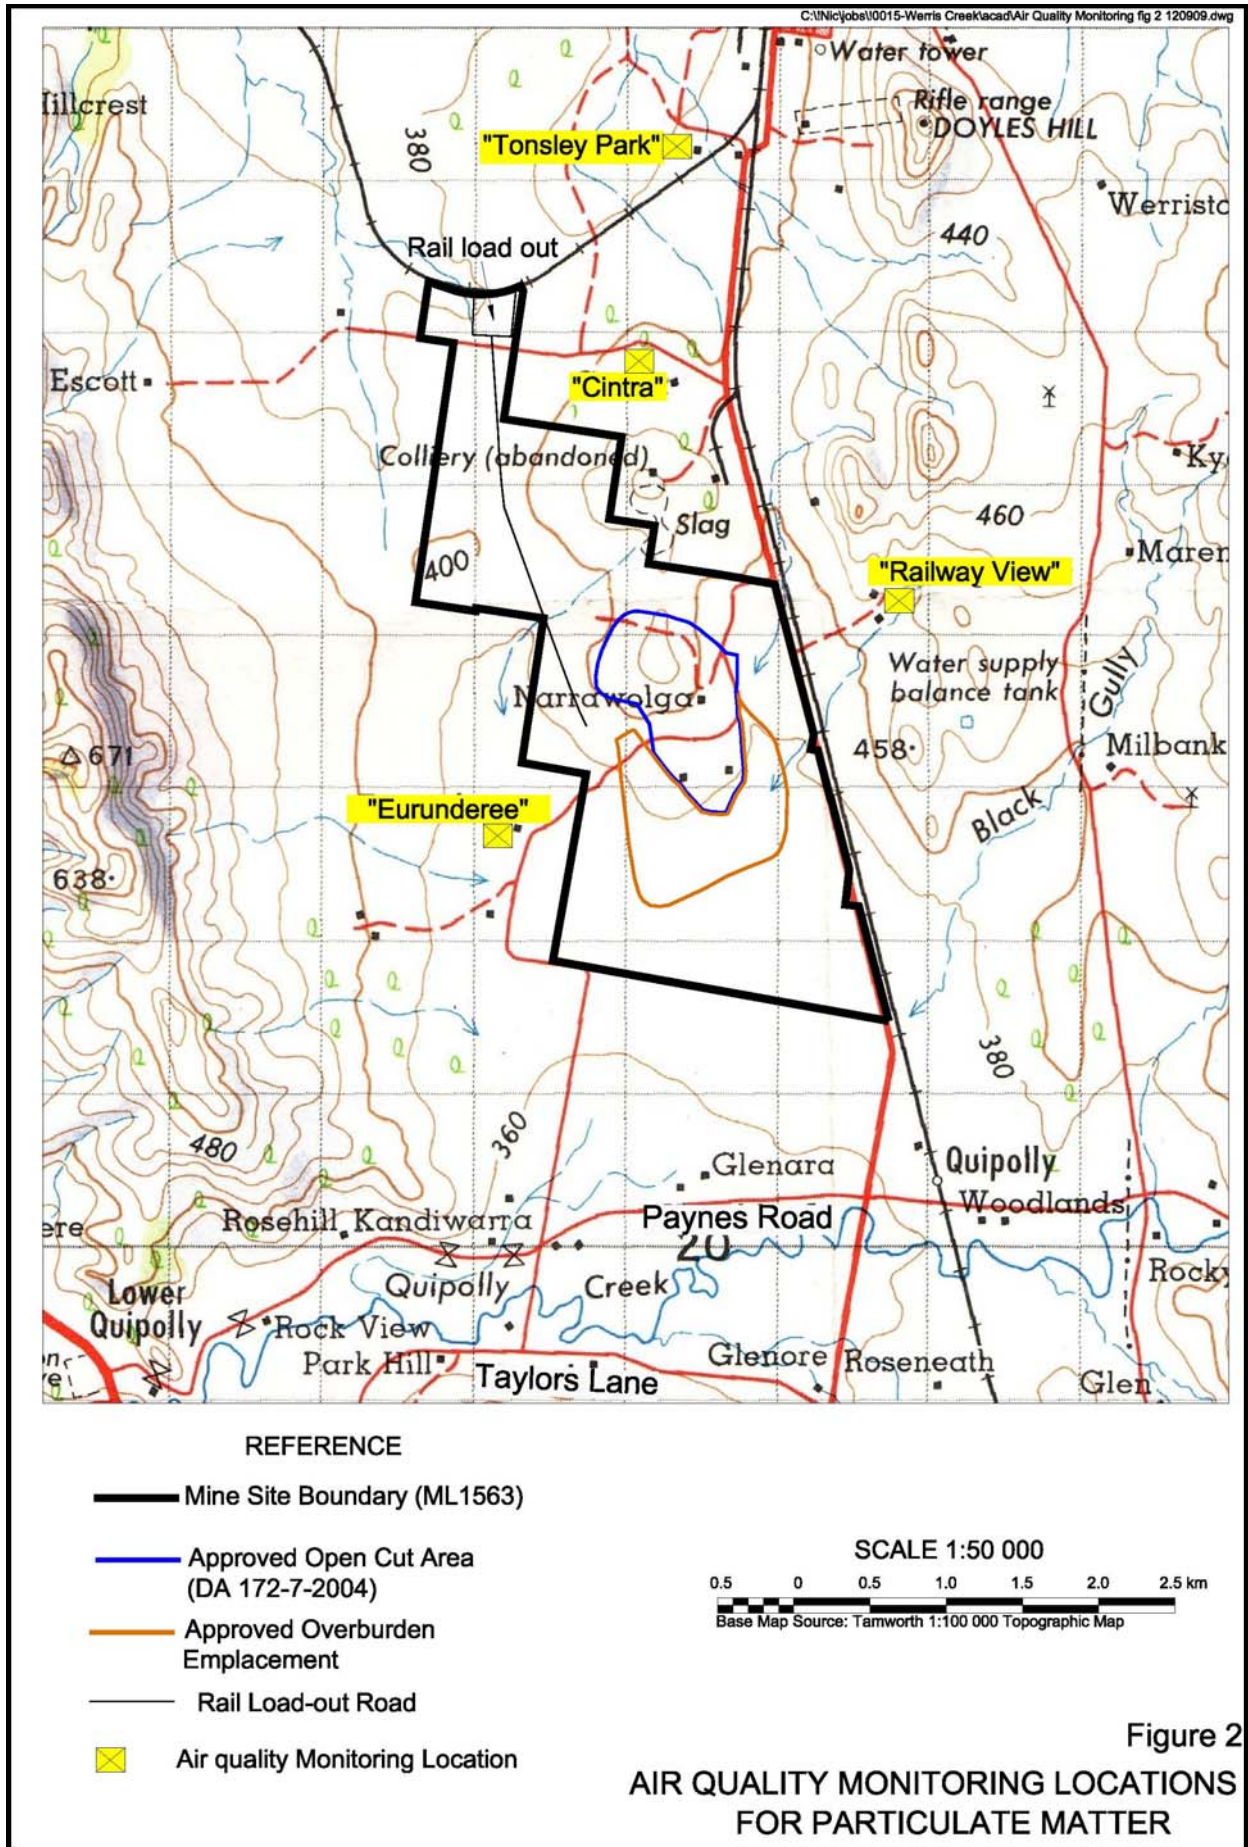 C:\!Nic\jobs\!0015-Werris Creek\acad\Air Quality Monitoring fig 2 120909.dwg
Water tower
Hillcrest
Rifle range
DOYLES HILL
380
"Tonsley Park"
Werristo
440
Rail load out
Escott
"Cintra"
Colliery (abandoned)
Ky
460
Slag
Maren
400
"Railway View"
Water supply
balance tank
Gully
Narrawolga
671
458
Milbank
"Eurunderee"
Black
638
380
360
480
Glenara
Quipolly
Woodlands
Rosehill
Kandiwarra
Paynes Road
ere
20
Lower
Quipolly
Quipolly
Creek
Rocky
Rock View
Park Hill
Glenore
Roseneath
Taylors Lane
Glen
REFERENCE
Mine Site Boundary (ML1563)
Approved Open Cut Area
(DA 172-7-2004)
Approved Overburden
Emplacement
Rail Load-out Road
Air quality Monitoring Location
SCALE 1:50 000
0.5 0 0.5 1.0 1.5 2.0 2.5 km
Base Map Source: Tamworth 1:100 000 Topographic Map
Figure 2
AIR QUALITY MONITORING LOCATIONS
FOR PARTICULATE MATTER